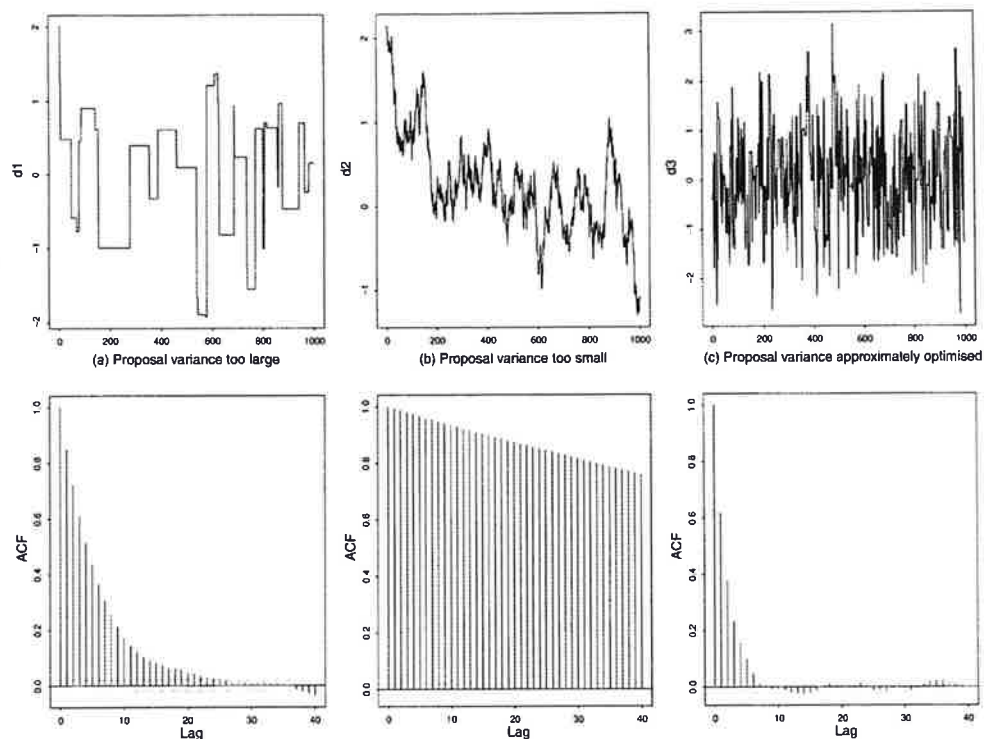 d1
2
1
0
-1
-2
0 200 400 600 800 1000
(a) Proposal variance too large
d2
2
1
0
-1
0 200 400 600 800 1000
(b) Proposal variance too small
d3
3
2
1
0
-1
-2
0 200 400 600 800 1000
(c) Proposal variance approximately optimised
ACF
1.0
0.8
0.6
0.4
0.2
0.0
0 10 20 30 40
Lag
ACF
1.0
0.8
0.6
0.4
0.2
0.0
0 10 20 30 40
Lag
ACF
1.0
0.8
0.6
0.4
0.2
0.0
0 10 20 30 40
Lag